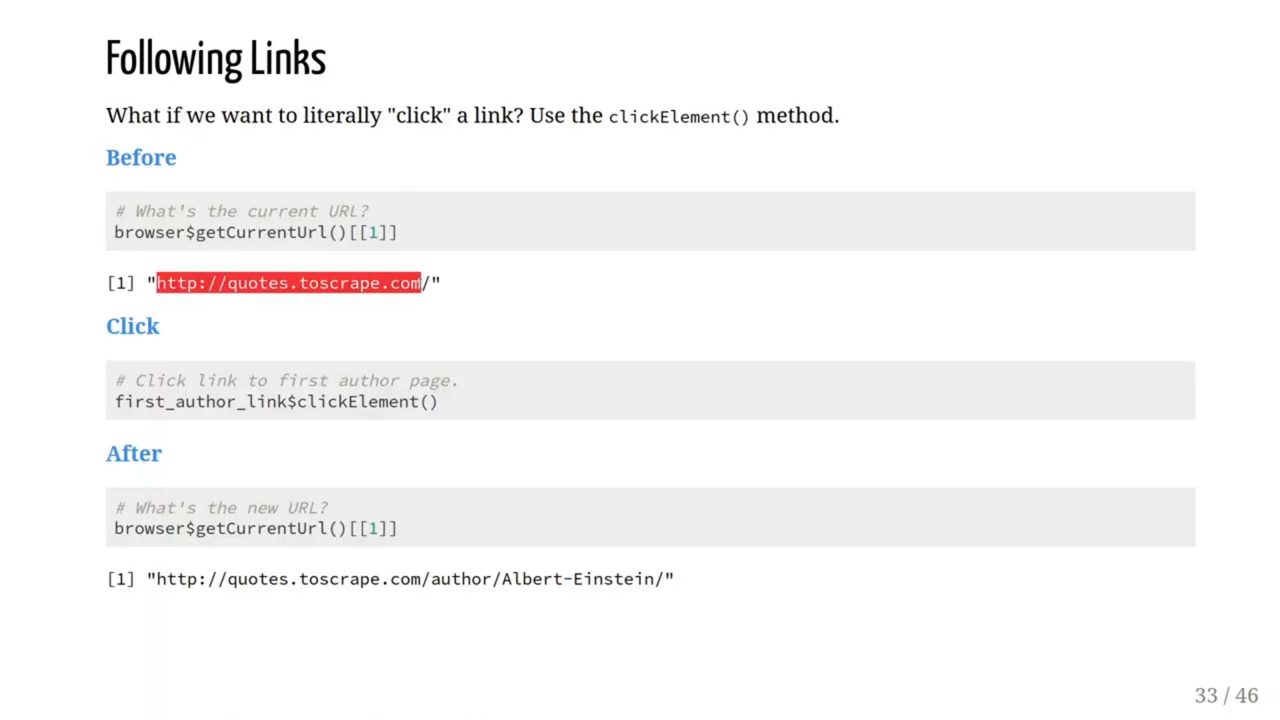 Following Links
What if we want to literally "click" a link? Use the clickElement() method.
Before
# What's the current URL?
browser$getCurrentUrl()[[1]]
[1] "http://quotes.toscrape.com/"
Click
# Click link to first author page.
first_author_link$clickElement()
After
# What's the new URL?
browser$getCurrentUrl()[[1]]
[1] "http://quotes.toscrape.com/author/Albert-Einstein/"
33 / 46